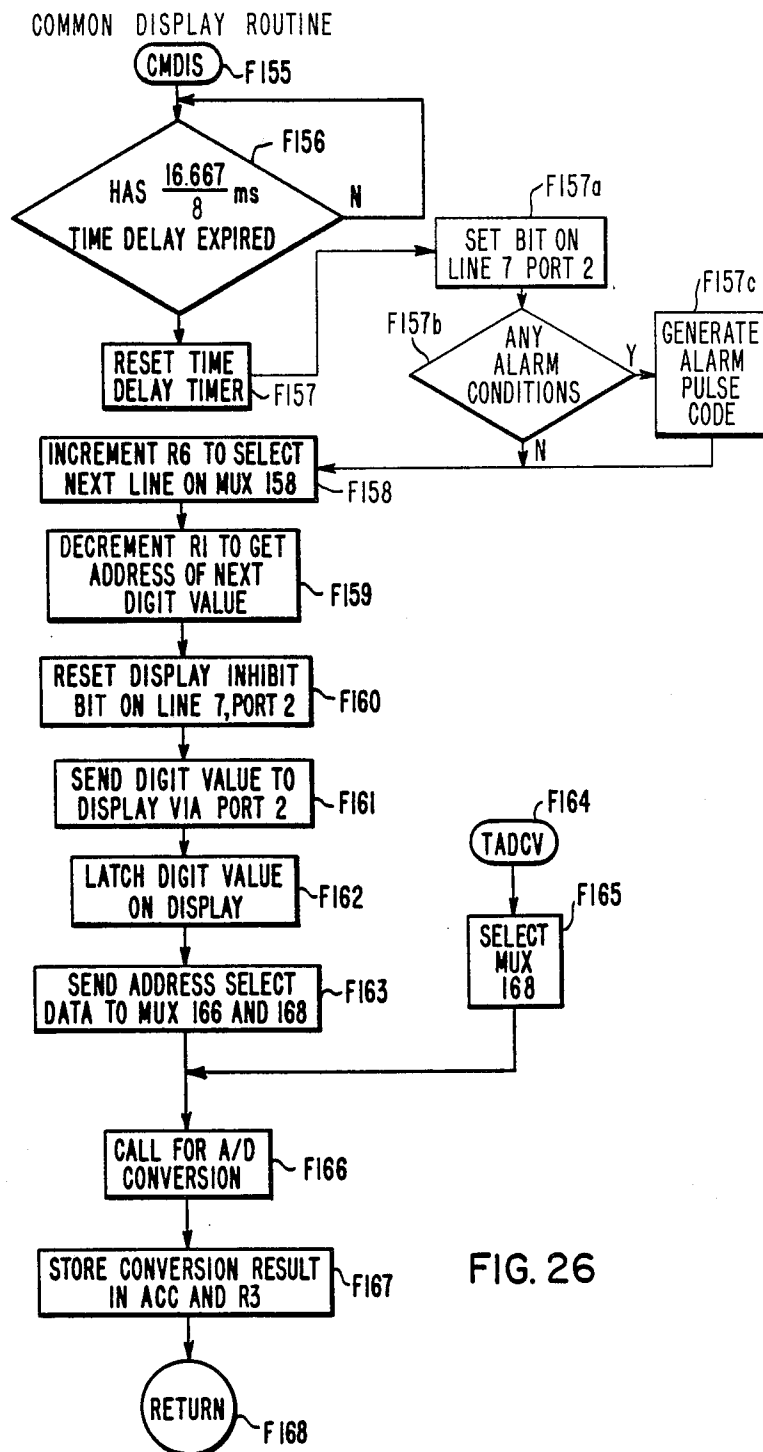 COMMON DISPLAY ROUTINE
CMDIS
F155
F156
HAS 16.667/8 ms
TIME DELAY EXPIRED
N
RESET TIME
DELAY TIMER
F157
F157a
SET BIT ON
LINE 7 PORT 2
F157b
ANY
ALARM
CONDITIONS
Y
N
F157c
GENERATE
ALARM
PULSE
CODE
INCREMENT R6 TO SELECT
NEXT LINE ON MUX 158
F158
DECREMENT R1 TO GET
ADDRESS OF NEXT
DIGIT VALUE
F159
RESET DISPLAY INHIBIT
BIT ON LINE 7, PORT 2
F160
SEND DIGIT VALUE TO
DISPLAY VIA PORT 2
F161
LATCH DIGIT VALUE
ON DISPLAY
F162
SEND ADDRESS SELECT
DATA TO MUX 166 AND 168
F163
F164
TADCV
F165
SELECT
MUX
168
CALL FOR A/D
CONVERSION
F166
STORE CONVERSION RESULT
IN ACC AND R3
F167
RETURN
F168
FIG. 26